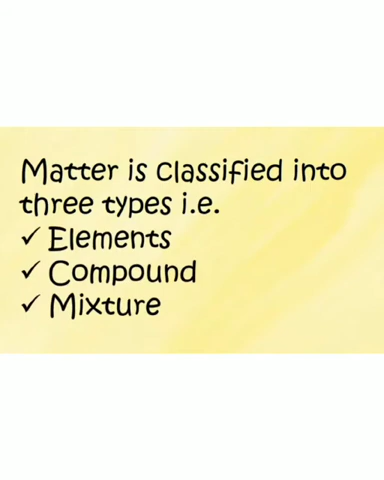 Matter is classified into
three types i.e.
✓ Elements
✓ Compound
✓ Mixture